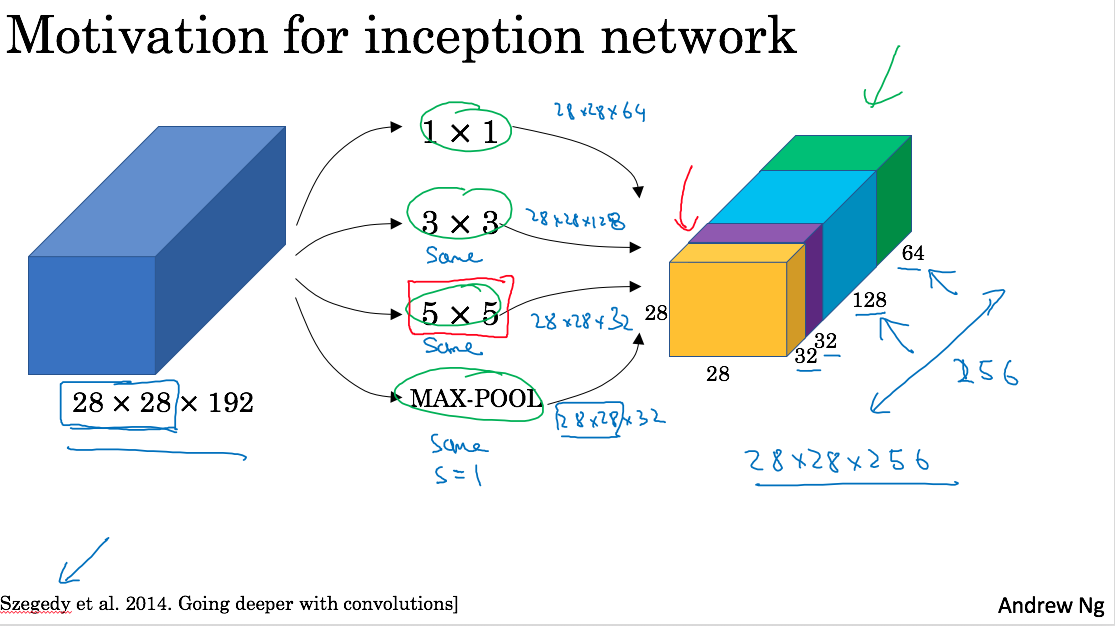 Motivation for inception network
1 × 1
28×28×64
3 × 3
Same
28×28×128
5 × 5
Same
28×28×32
MAX-POOL
Same
s=1
28×28×32
28 × 28 × 192
28
28
32
32
128
64
256
28×28×256
Szegedy et al. 2014. Going deeper with convolutions]
Andrew Ng